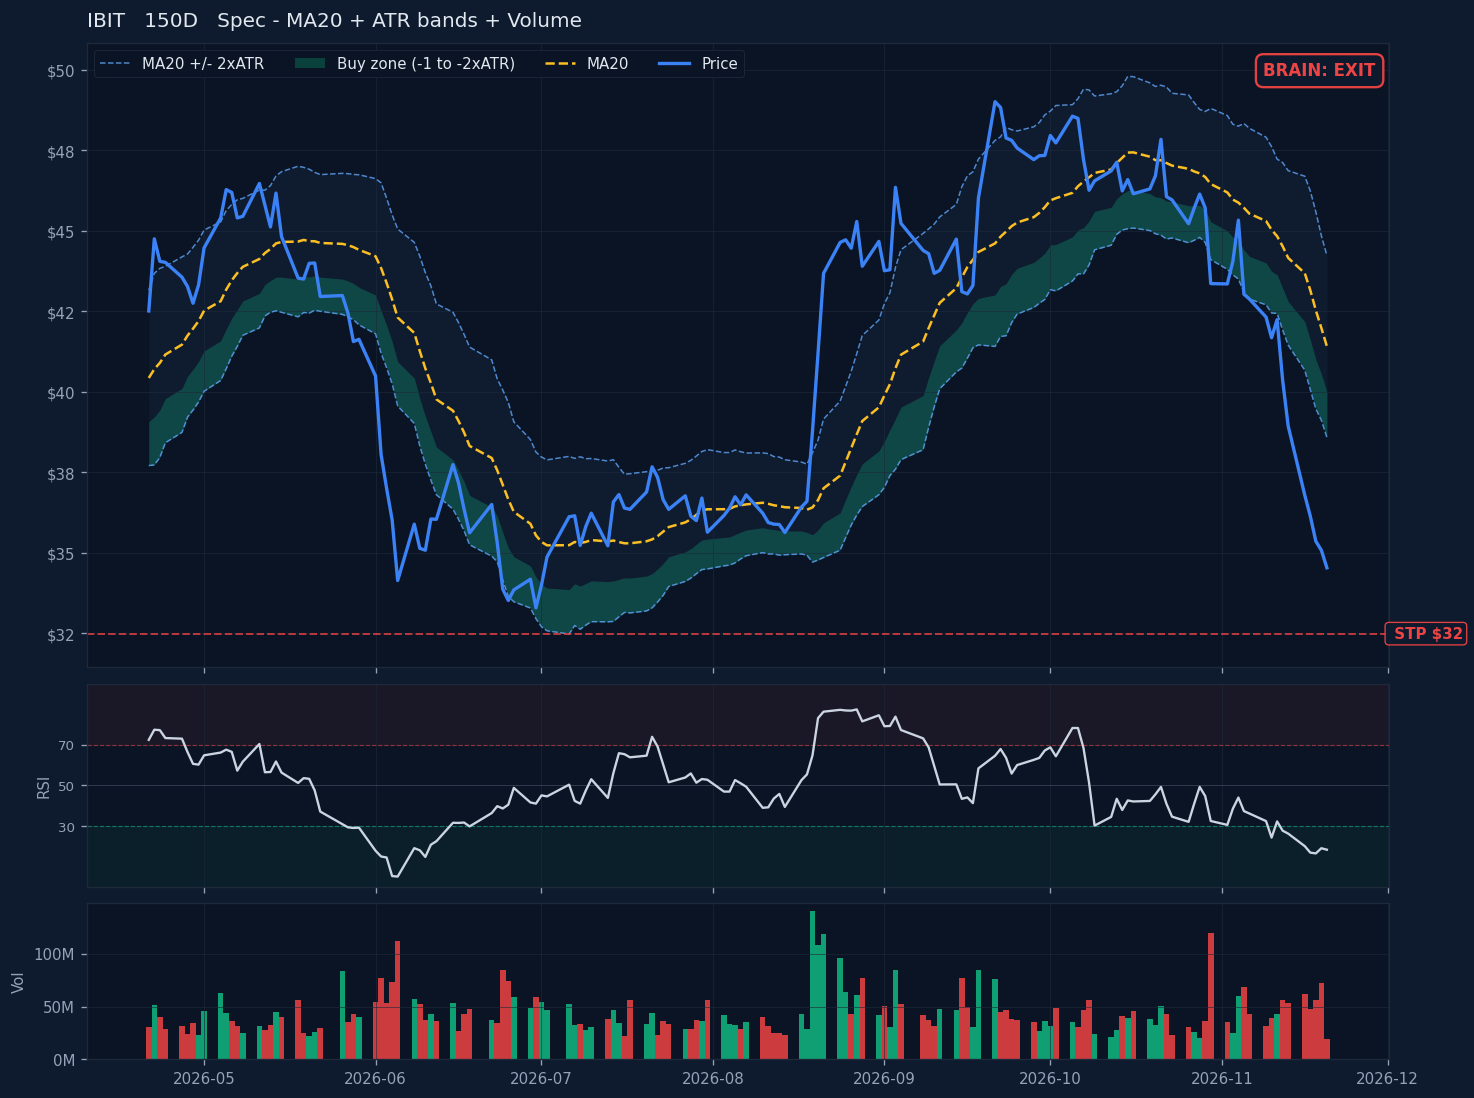 IBIT   150D   Spec - MA20 + ATR bands + Volume
MA20 +/- 2xATR   Buy zone (-1 to -2xATR)   MA20   Price
BRAIN: EXIT
$50
$48
$45
$42
$40
$38
$35
$32
STP $32
RSI
70
50
30
Vol
100M
50M
0M
2026-05   2026-06   2026-07   2026-08   2026-09   2026-10   2026-11   2026-12